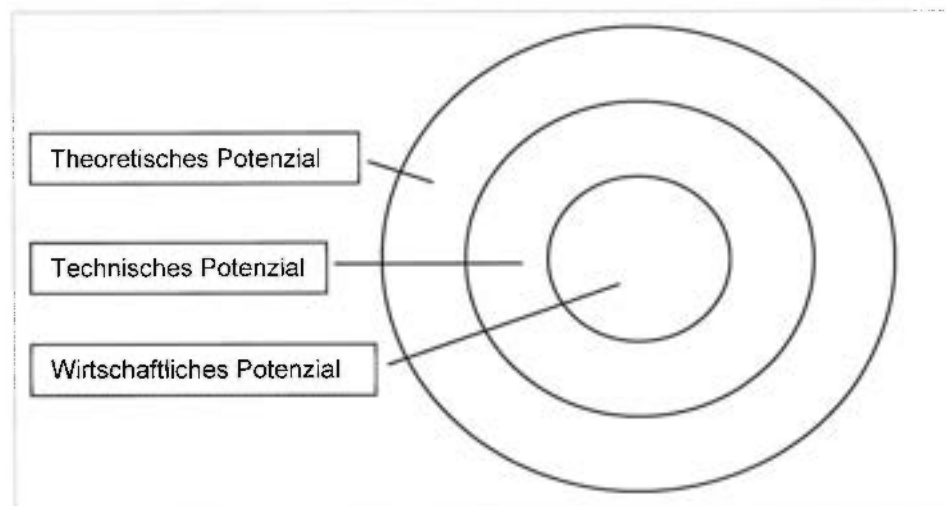 Theoretisches Potenzial
Technisches Potenzial
Wirtschaftliches Potenzial